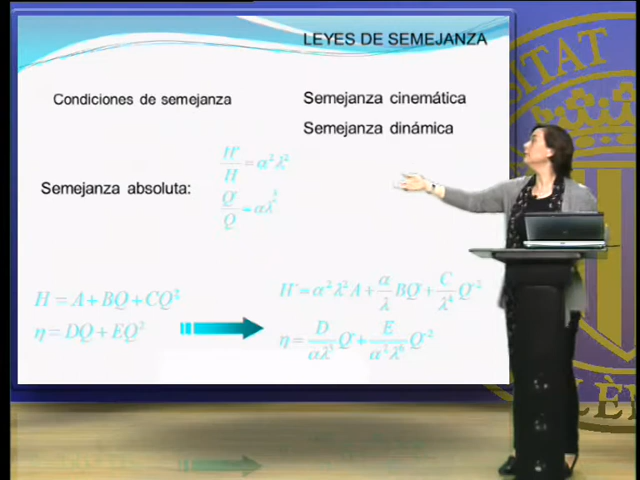 LEYES DE SEMEJANZA
Condiciones de semejanza
Semejanza cinemática
Semejanza dinámica
H'/H = α²λ²
Semejanza absoluta:
Q'/Q = αλ³
H = A + BQ + CQ²
H' = α²λ²A + α/λ BQ' + C/λ⁴ Q'²
η = DQ + EQ²
η = D/αλ³ Q' + E/α²λ⁶ Q'²